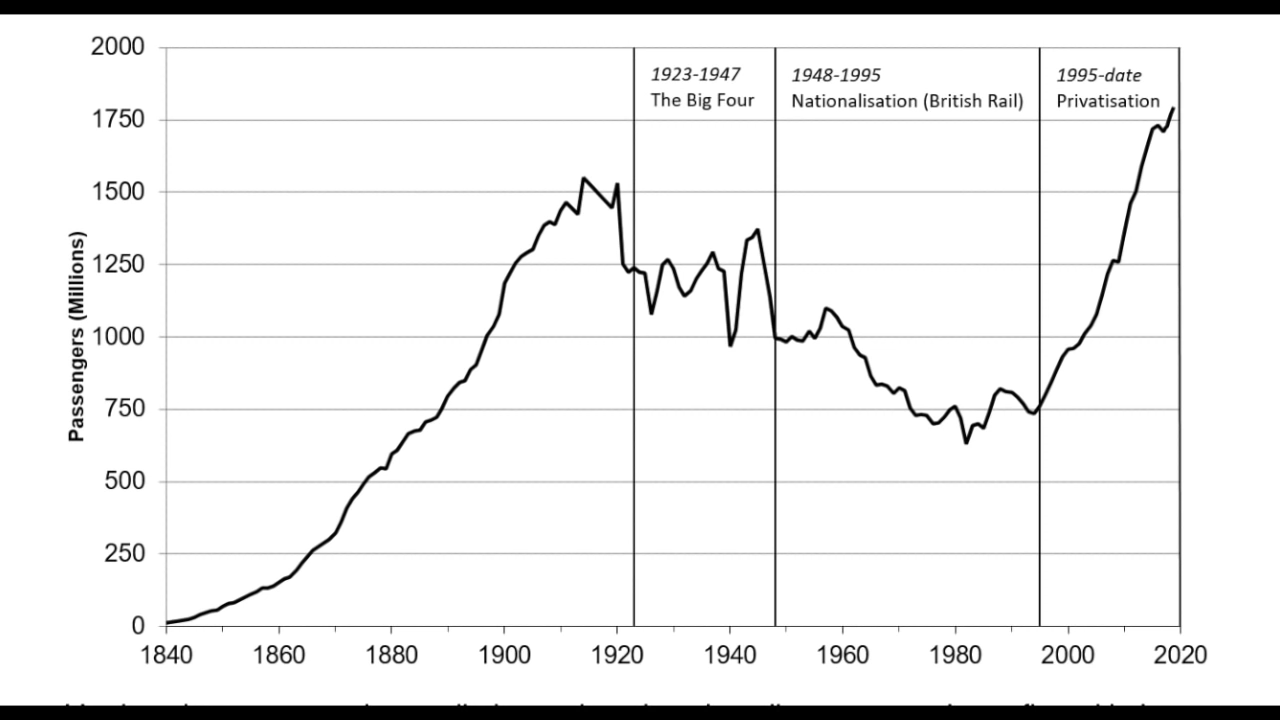 2000
1750
1500
1250
1000
750
500
250
0
Passengers (Millions)
1923-1947
The Big Four
1948-1995
Nationalisation (British Rail)
1995-date
Privatisation
1840 1860 1880 1900 1920 1940 1960 1980 2000 2020